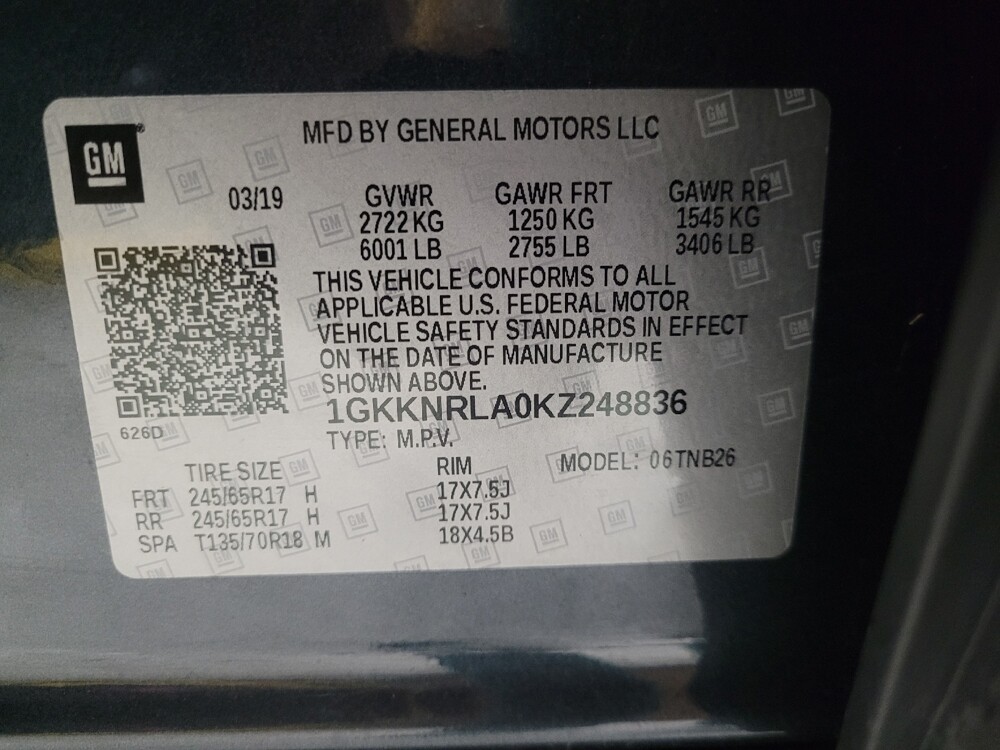 GM
MFD BY GENERAL MOTORS LLC
03/19 GVWR GAWR FRT GAWR RR
2722 KG 1250 KG 1545 KG
6001 LB 2755 LB 3406 LB
THIS VEHICLE CONFORMS TO ALL
APPLICABLE U.S. FEDERAL MOTOR
VEHICLE SAFETY STANDARDS IN EFFECT
ON THE DATE OF MANUFACTURE
SHOWN ABOVE.
1GKKNRLA0KZ248836
626D
TYPE: M.P.V.
TIRE SIZE RIM MODEL: 06TNB26
FRT 245/65R17 H 17X7.5J
RR 245/65R17 H 17X7.5J
SPA T135/70R18 M 18X4.5B